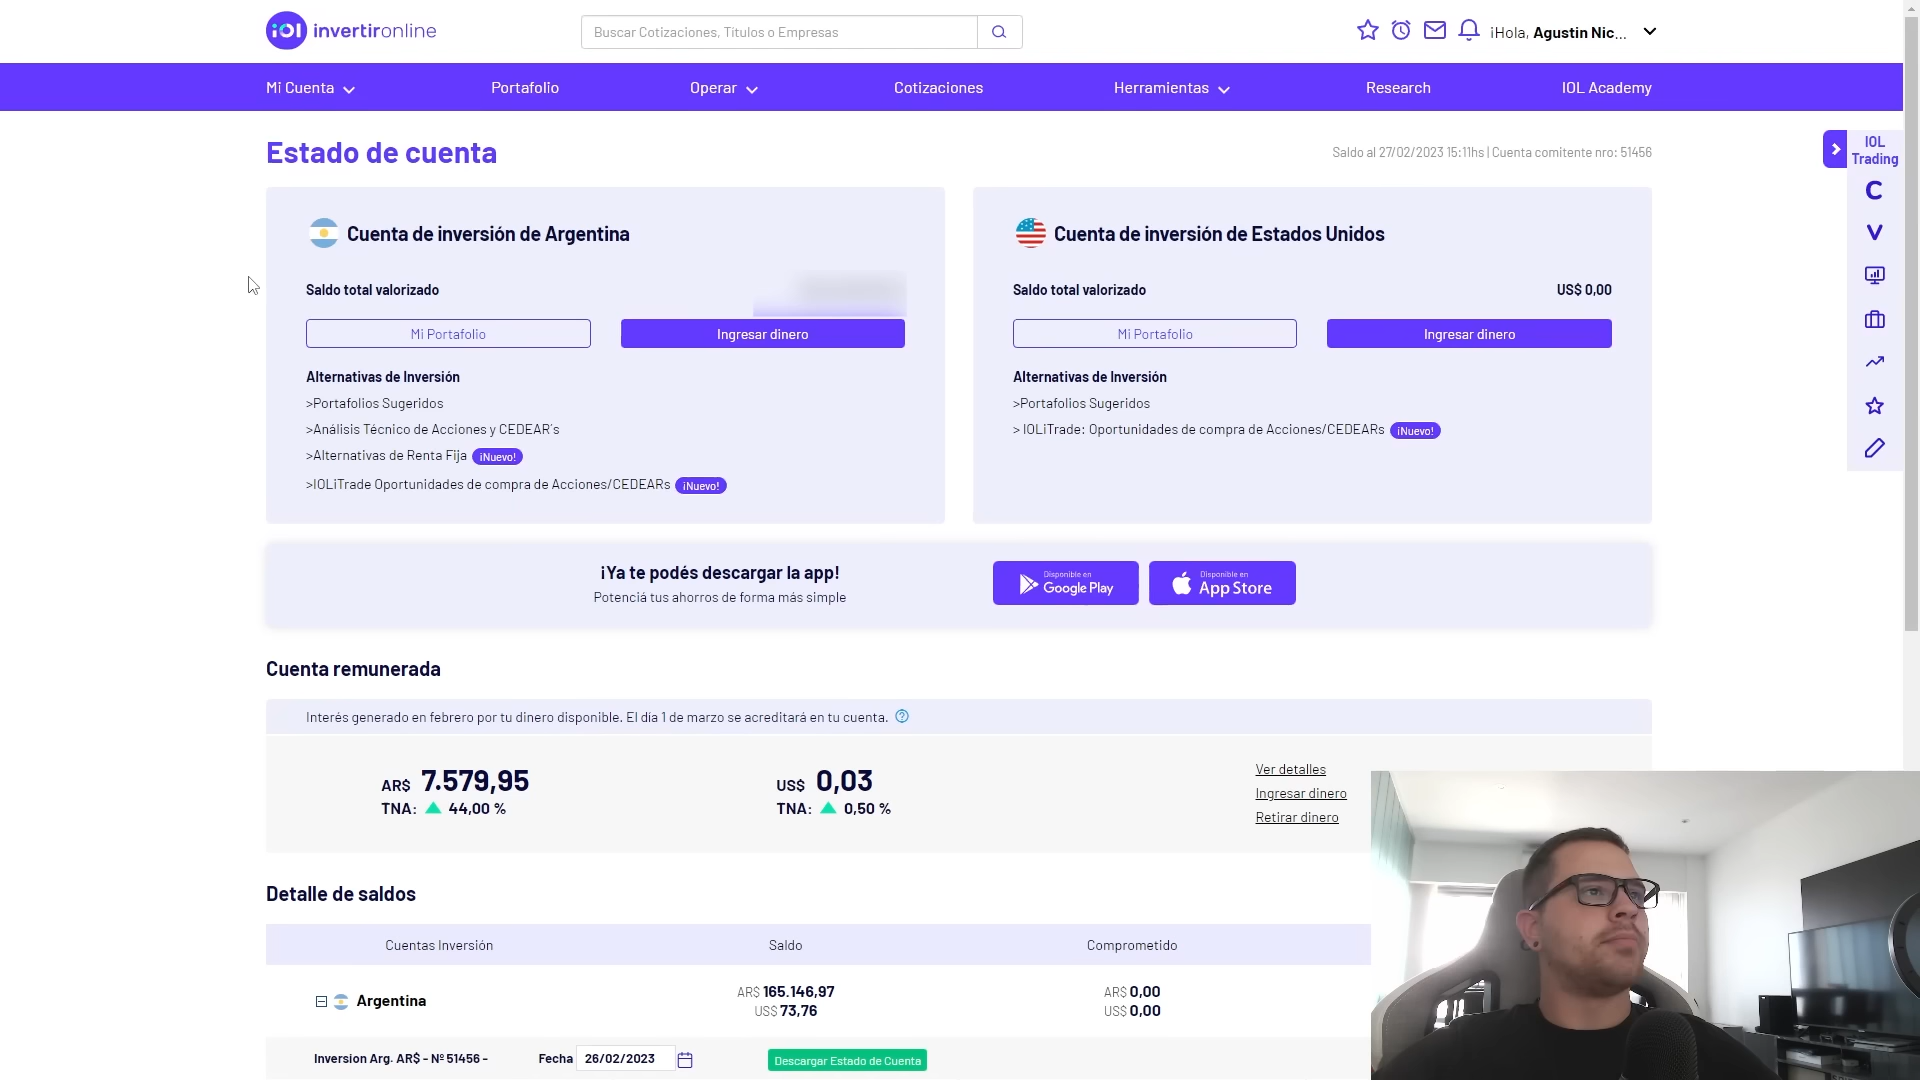 iOl invertironline
Buscar Cotizaciones, Títulos o Empresas
¡Hola, Agustin Nic...
Mi Cuenta
Portafolio
Operar
Cotizaciones
Herramientas
Research
IOL Academy
Estado de cuenta
Saldo al 27/02/2023 15:11hs | Cuenta comitente nro: 51456
IOL
Trading
C
V
Cuenta de inversión de Argentina
Saldo total valorizado
Mi Portafolio
Ingresar dinero
Alternativas de Inversión
>Portafolios Sugeridos
>Análisis Técnico de Acciones y CEDEAR´s
>Alternativas de Renta Fija ¡Nuevo!
>IOLiTrade Oportunidades de compra de Acciones/CEDEARs ¡Nuevo!
Cuenta de inversión de Estados Unidos
Saldo total valorizado
US$ 0,00
Mi Portafolio
Ingresar dinero
Alternativas de Inversión
>Portafolios Sugeridos
> IOLiTrade: Oportunidades de compra de Acciones/CEDEARs ¡Nuevo!
¡Ya te podés descargar la app!
Potenciá tus ahorros de forma más simple
Disponible en
Google Play
Disponible en
App Store
Cuenta remunerada
Interés generado en febrero por tu dinero disponible. El día 1 de marzo se acreditará en tu cuenta.
AR$ 7.579,95
TNA: 44,00 %
US$ 0,03
TNA: 0,50 %
Ver detalles
Ingresar dinero
Retirar dinero
Detalle de saldos
Cuentas Inversión
Saldo
Comprometido
Argentina
AR$ 165.146,97
US$ 73,76
AR$ 0,00
US$ 0,00
Inversion Arg. AR$ - Nº 51456 -
Fecha 26/02/2023
Descargar Estado de Cuenta